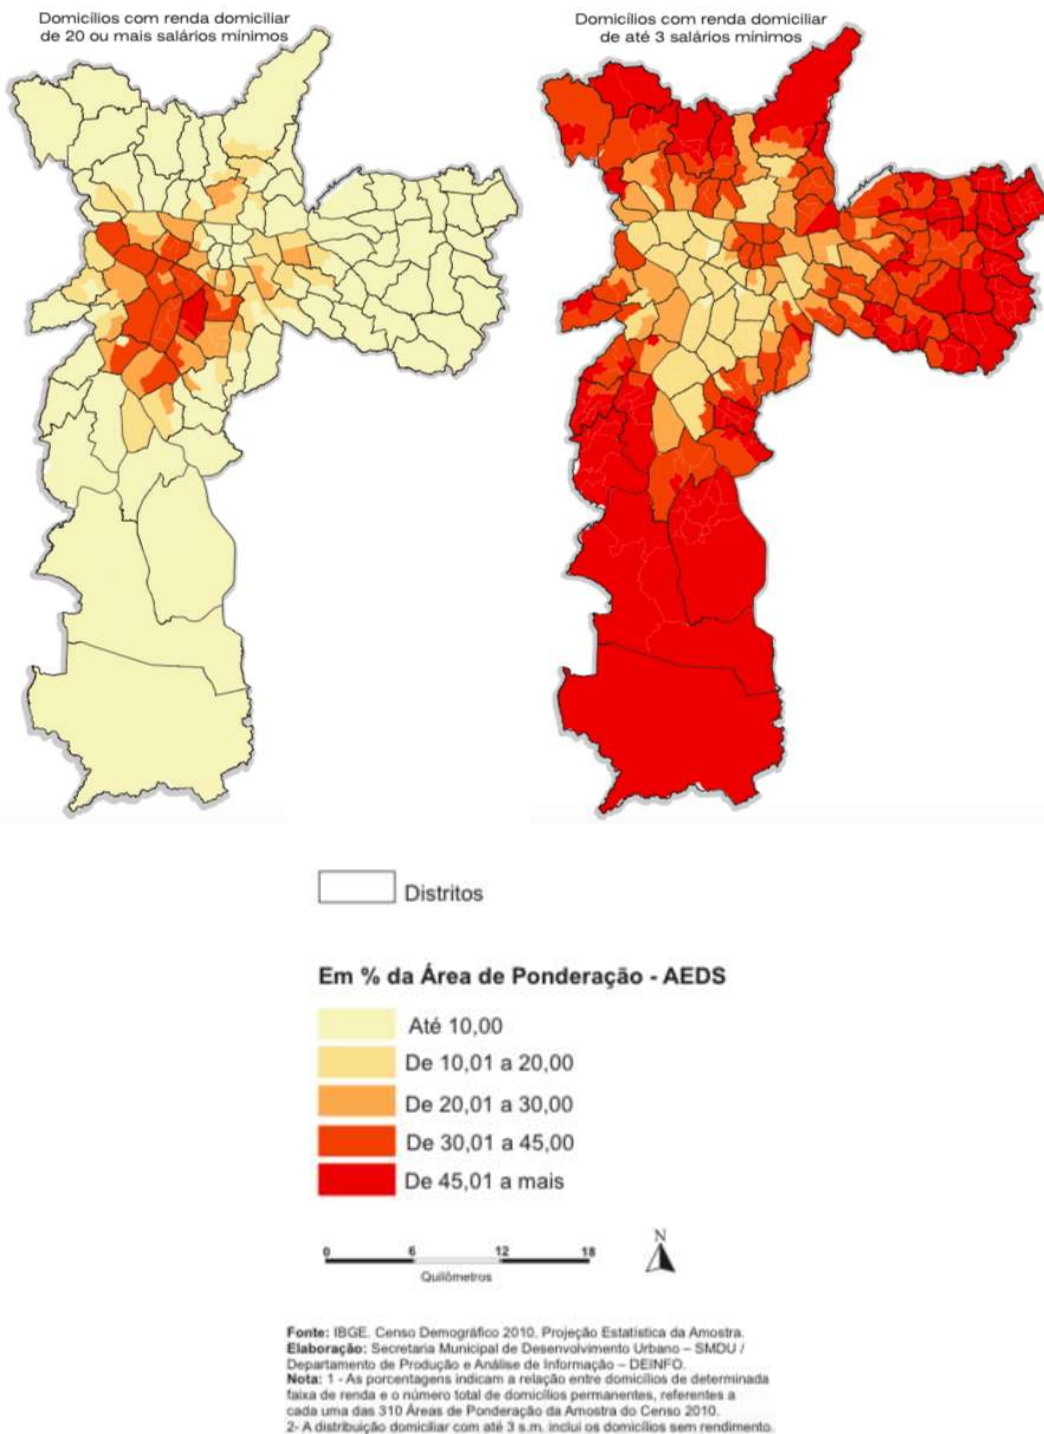 Domicílios com renda domiciliar
de 20 ou mais salários mínimos
Domicílios com renda domiciliar
de até 3 salários mínimos
Distritos
Em % da Área de Ponderação - AEDS
Até 10,00
De 10,01 a 20,00
De 20,01 a 30,00
De 30,01 a 45,00
De 45,01 a mais
0 6 12 18
Quilômetros
N
Fonte: IBGE. Censo Demográfico 2010. Projeção Estatística da Amostra.
Elaboração: Secretaria Municipal de Desenvolvimento Urbano – SMDU /
Departamento de Produção e Análise de Informação – DEINFO.
Nota: 1 - As porcentagens indicam a relação entre domicílios de determinada
faixa de renda e o número total de domicílios permanentes, referentes a
cada uma das 310 Áreas de Ponderação da Amostra do Censo 2010.
2- A distribuição domiciliar com até 3 s.m. inclui os domicílios sem rendimento.